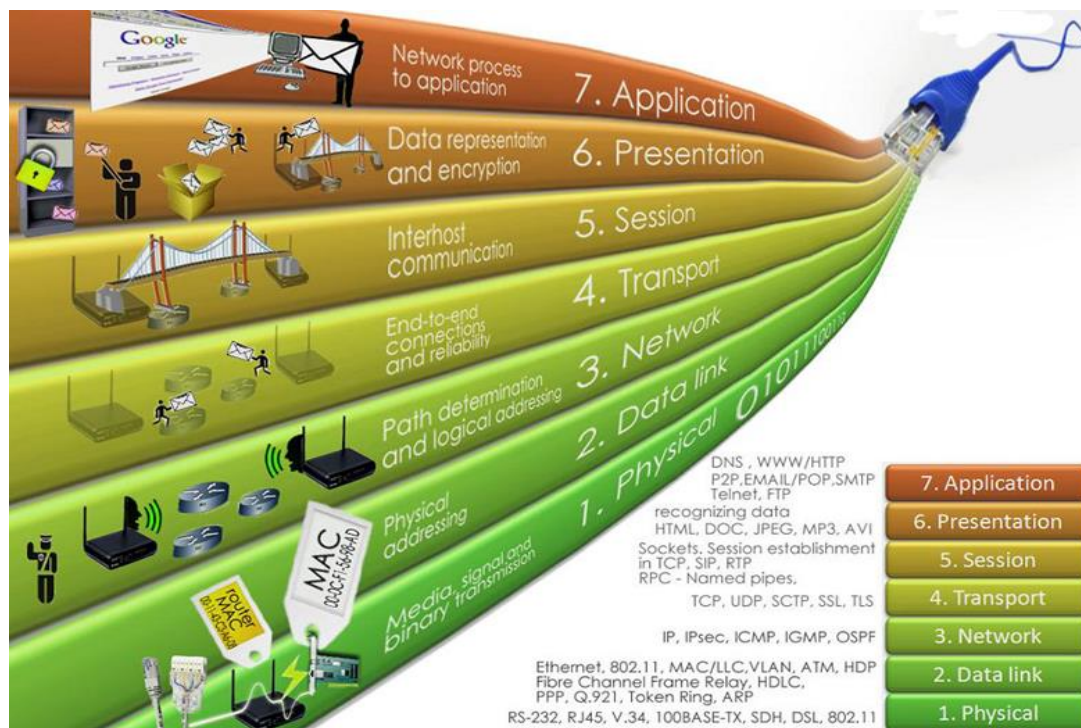 Google
Network process
to application
7. Application
Data representation
and encryption
6. Presentation
Interhost
communication
5. Session
End-to-end
connections
and reliability
4. Transport
Path determination
and logical addressing
3. Network
Physical
addressing
2. Data link
Media, signal and
binary transmission
1. Physical
010111100110
MAC
router
MAC
DNS , WWW/HTTP
P2P,EMAIL/POP,SMTP
Telnet, FTP
7. Application
recognizing data
HTML, DOC, JPEG, MP3, AVI
6. Presentation
Sockets. Session establishment
in TCP, SIP, RTP
RPC - Named pipes,
5. Session
TCP, UDP, SCTP, SSL, TLS
4. Transport
IP, IPsec, ICMP, IGMP, OSPF
3. Network
Ethernet, 802.11, MAC/LLC,VLAN, ATM, HDP
Fibre Channel Frame Relay, HDLC,
PPP, Q.921, Token Ring, ARP
2. Data link
RS-232, RJ45, V.34, 100BASE-TX, SDH, DSL, 802.11
1. Physical